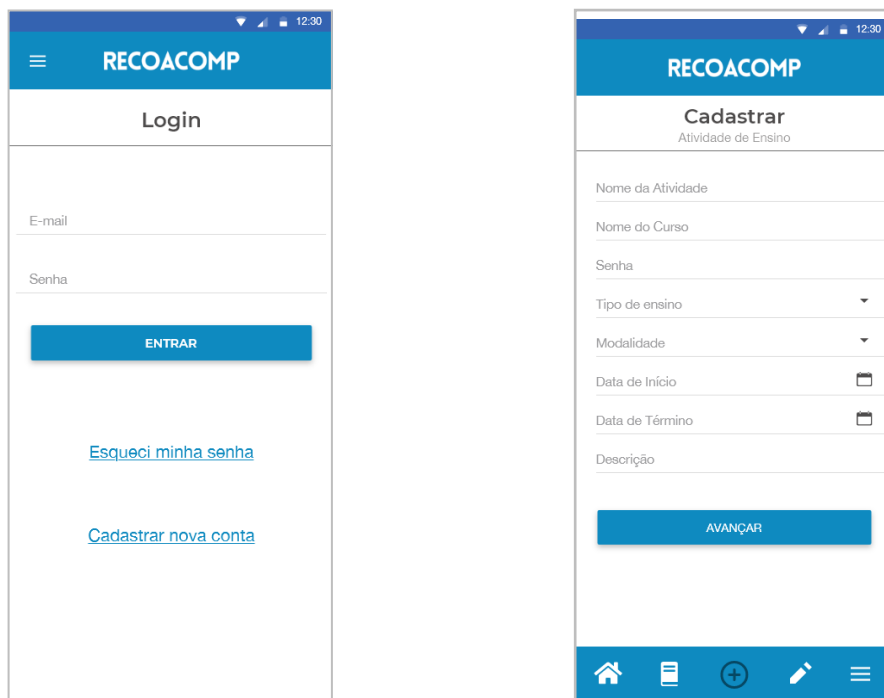 12:30
RECOACOMP
Login
E-mail
Senha
ENTRAR
Esqueci minha senha
Cadastrar nova conta
12:30
RECOACOMP
Cadastrar
Atividade de Ensino
Nome da Atividade
Nome do Curso
Senha
Tipo de ensino
Modalidade
Data de Início
Data de Término
Descrição
AVANÇAR